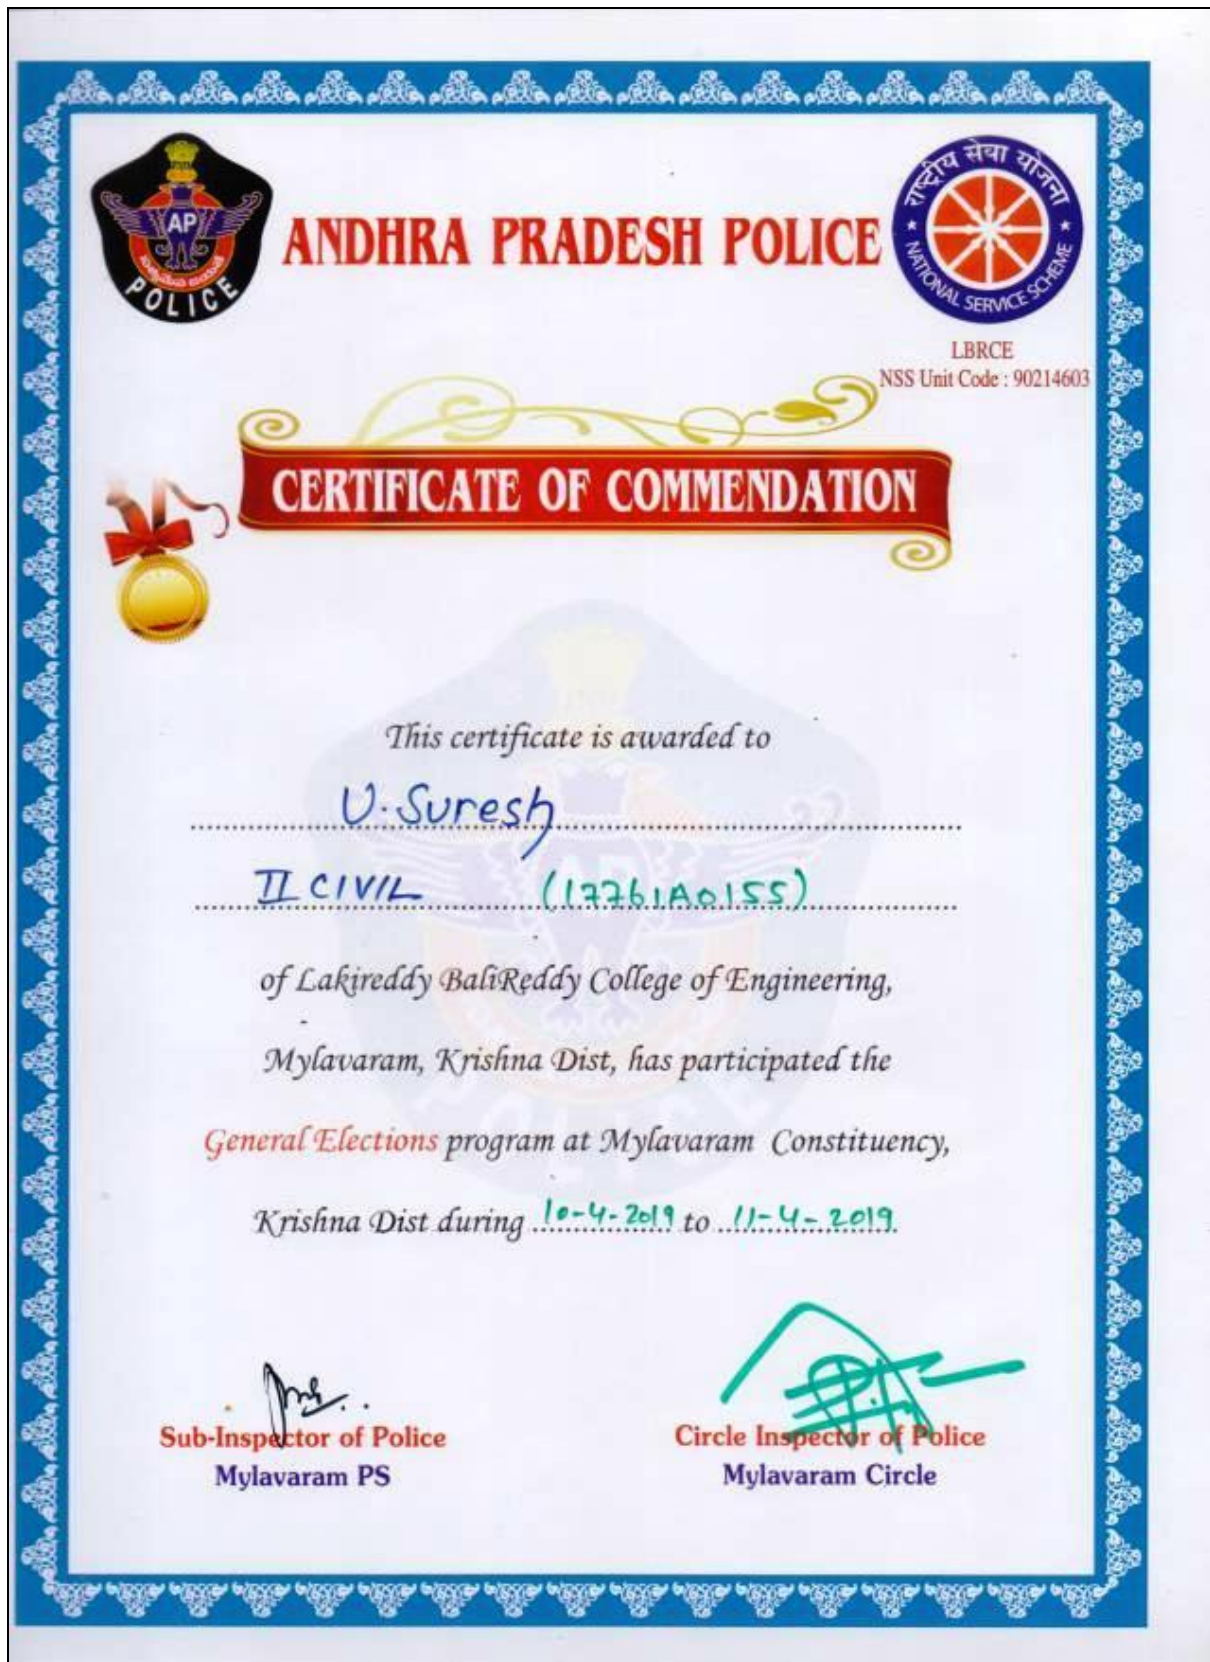 AP
POLICE
ANDHRA PRADESH POLICE
राष्ट्रीय सेवा योजना
NATIONAL SERVICE SCHEME
LBRCE
NSS Unit Code : 90214603
CERTIFICATE OF COMMENDATION
This certificate is awarded to
U. Suresh
II CIVIL (17761A0155)
of Lakireddy BaliReddy College of Engineering,
Mylavaram, Krishna Dist, has participated the
General Elections program at Mylavaram Constituency,
Krishna Dist during 10-4-2019 to 11-4-2019
Sub-Inspector of Police
Mylavaram PS
Circle Inspector of Police
Mylavaram Circle